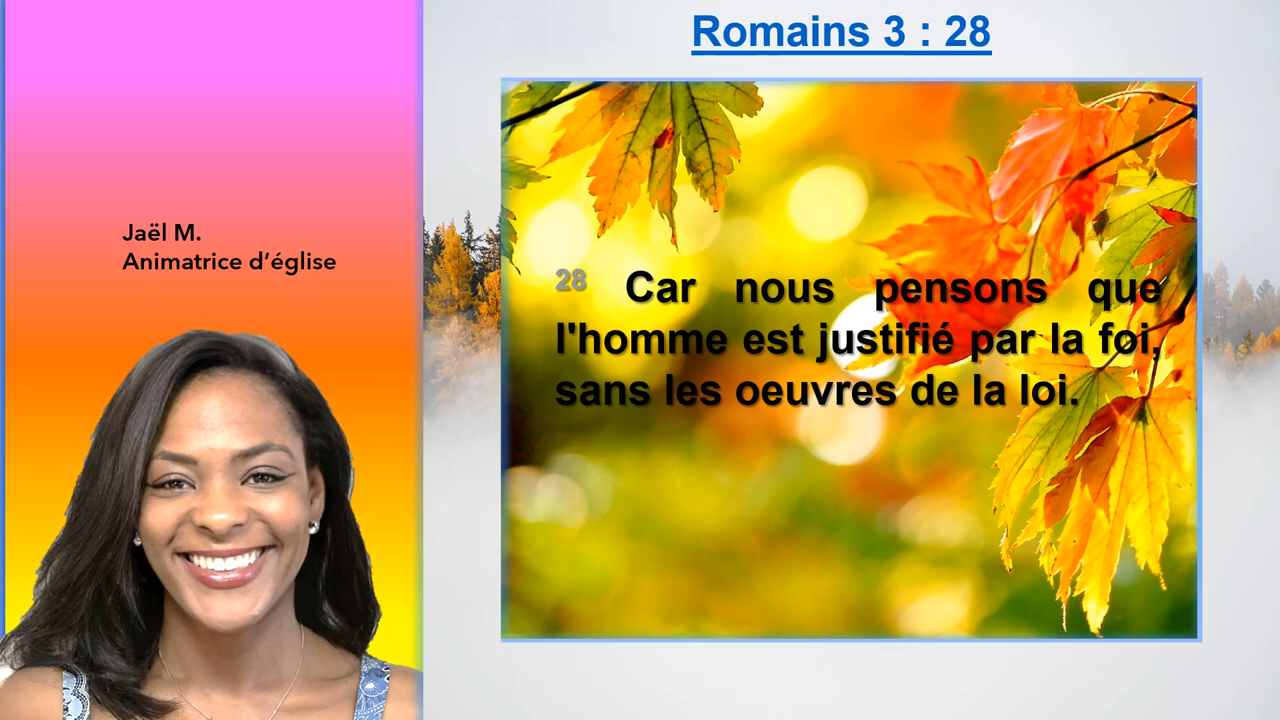 Romains 3 : 28
Jaël M.
Animatrice d’église
28 Car nous pensons que
l'homme est justifié par la foi,
sans les oeuvres de la loi.